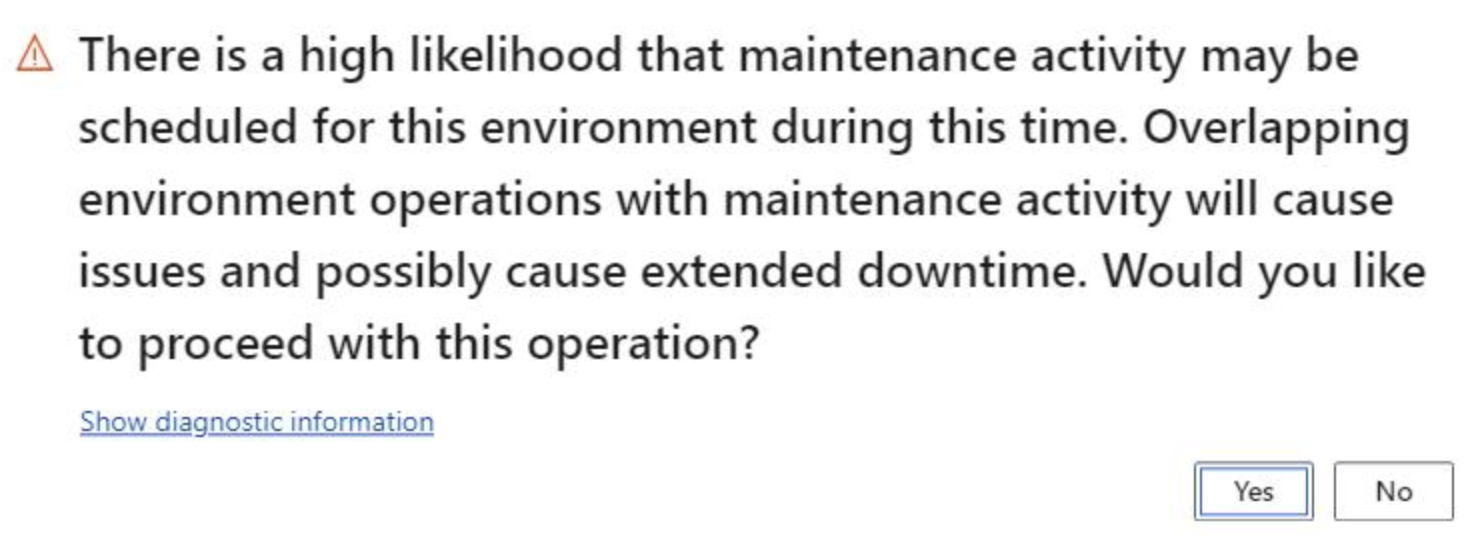 There is a high likelihood that maintenance activity may be
scheduled for this environment during this time. Overlapping
environment operations with maintenance activity will cause
issues and possibly cause extended downtime. Would you like
to proceed with this operation?
Show diagnostic information
Yes No